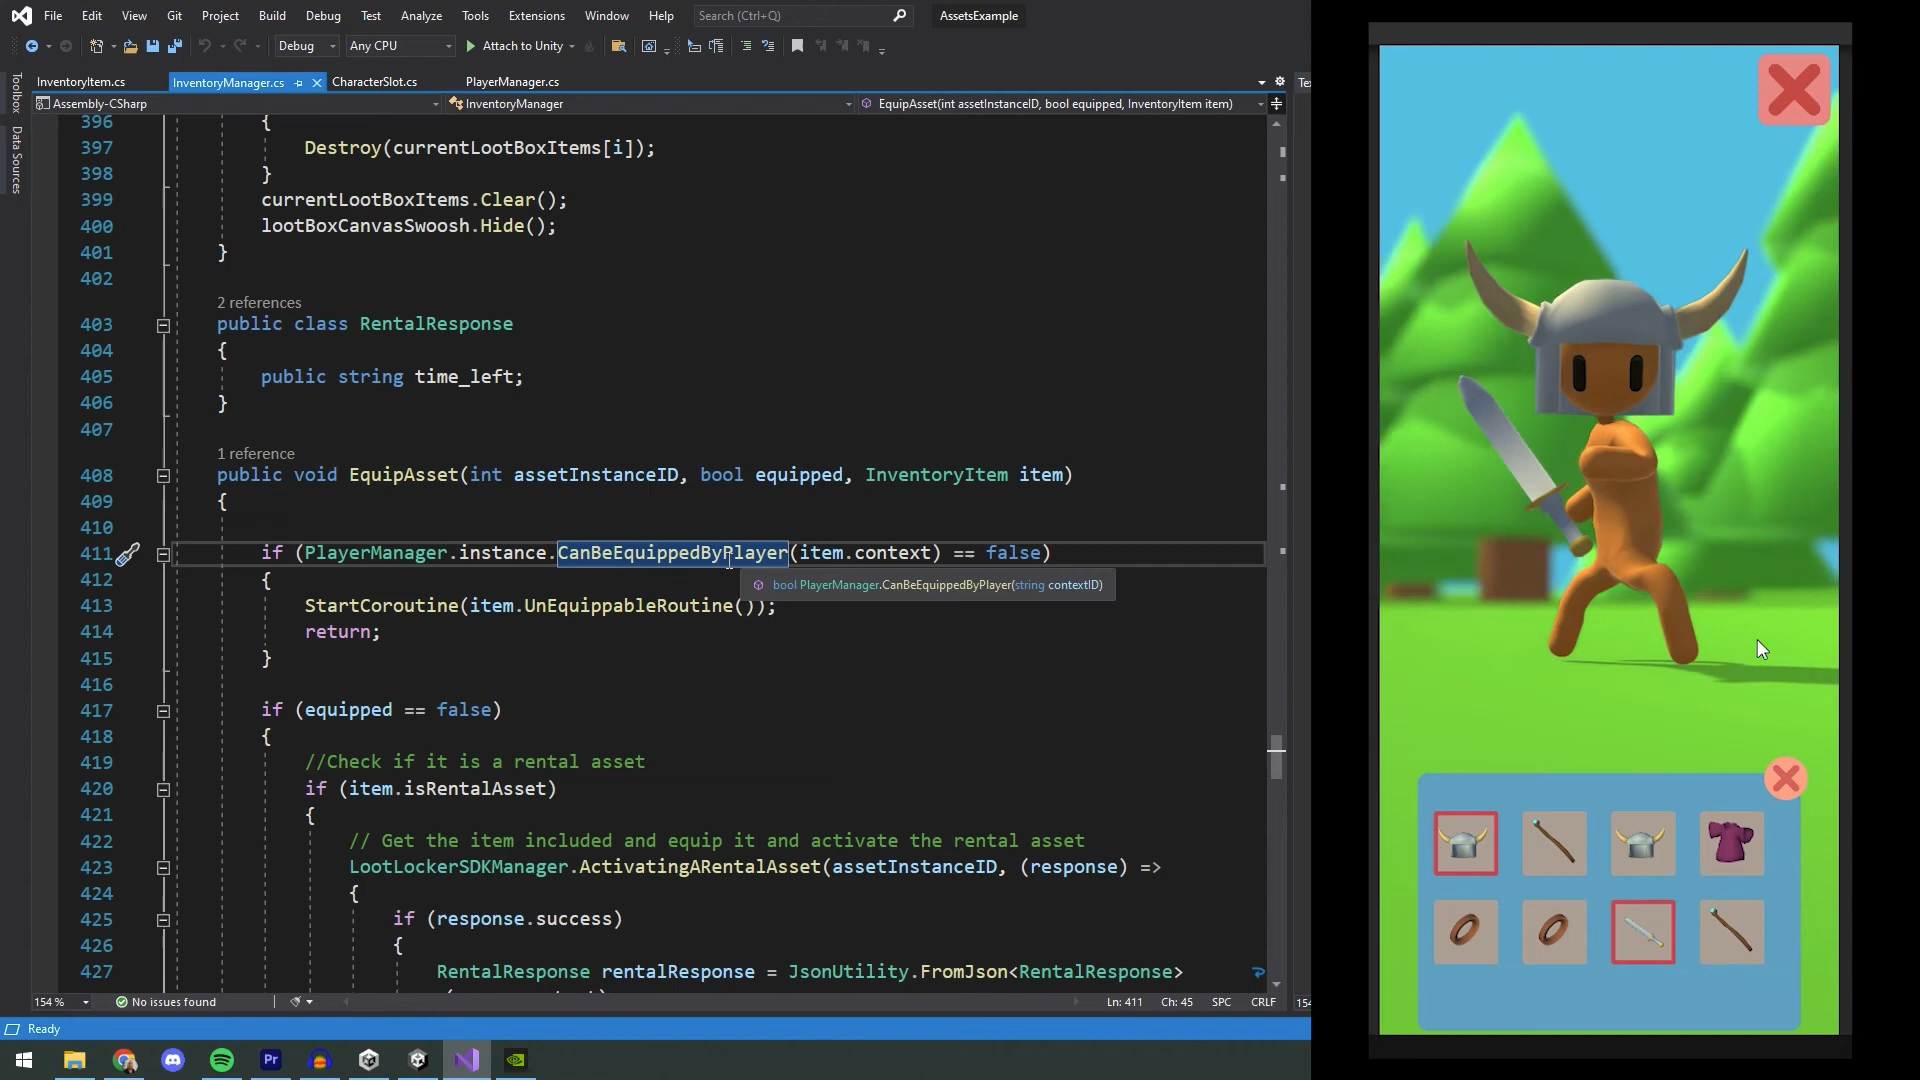 File Edit View Git Project Build Debug Test Analyze Tools Extensions Window Help Search (Ctrl+Q) AssetsExample
Debug Any CPU Attach to Unity
InventoryItem.cs InventoryManager.cs CharacterSlot.cs PlayerManager.cs
Toolbox
Data Sources
Assembly-CSharp InventoryManager EquipAsset(int assetInstanceID, bool equipped, InventoryItem item)
396 {
397 Destroy(currentLootBoxItems[i]);
398 }
399 currentLootBoxItems.Clear();
400 lootBoxCanvasSwoosh.Hide();
401 }
402
2 references
403 public class RentalResponse
404 {
405 public string time_left;
406 }
407
1 reference
408 public void EquipAsset(int assetInstanceID, bool equipped, InventoryItem item)
409 {
410
411 if (PlayerManager.instance.CanBeEquippedByPlayer(item.context) == false)
412 {
bool PlayerManager.CanBeEquippedByPlayer(string contextID)
413 StartCoroutine(item.UnEquippableRoutine());
414 return;
415 }
416
417 if (equipped == false)
418 {
419 //Check if it is a rental asset
420 if (item.isRentalAsset)
421 {
422 // Get the item included and equip it and activate the rental asset
423 LootLockerSDKManager.ActivatingARentalAsset(assetInstanceID, (response) =>
424 {
425 if (response.success)
426 {
427 RentalResponse rentalResponse = JsonUtility.FromJson<RentalResponse>
154 % No issues found Ln: 411 Ch: 45 SPC CRLF
Ready
Pr